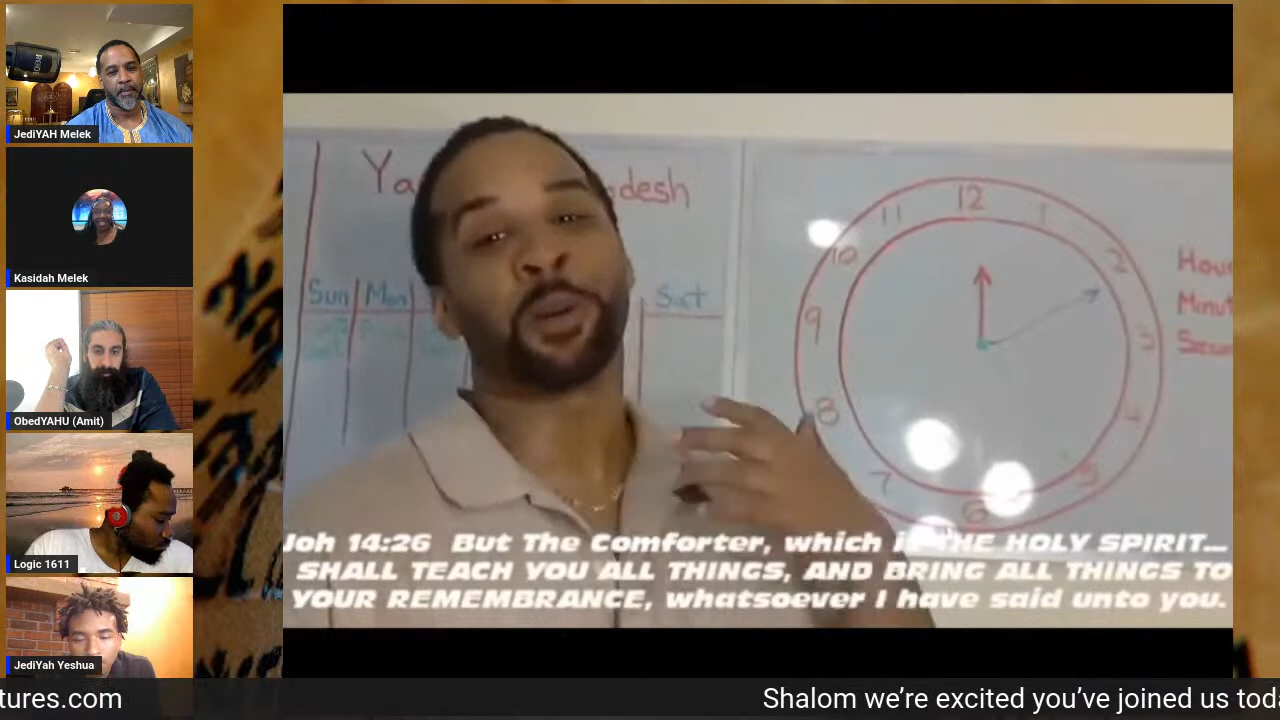 JediYAH Melek
Kasidah Melek
ObedYAHU (Amit)
Logic 1611
JediYah Yeshua
RODE
Ya desh
Sun Mon Sat
12
1
2
3
4
5
6
7
8
9
10
11
Hou
Minut
Joh 14:26 But The Comforter, which is THE HOLY SPIRIT...
SHALL TEACH YOU ALL THINGS, AND BRING ALL THINGS TO
YOUR REMEMBRANCE, whatsoever I have said unto you.
tures.com Shalom we’re excited you’ve joined us tod